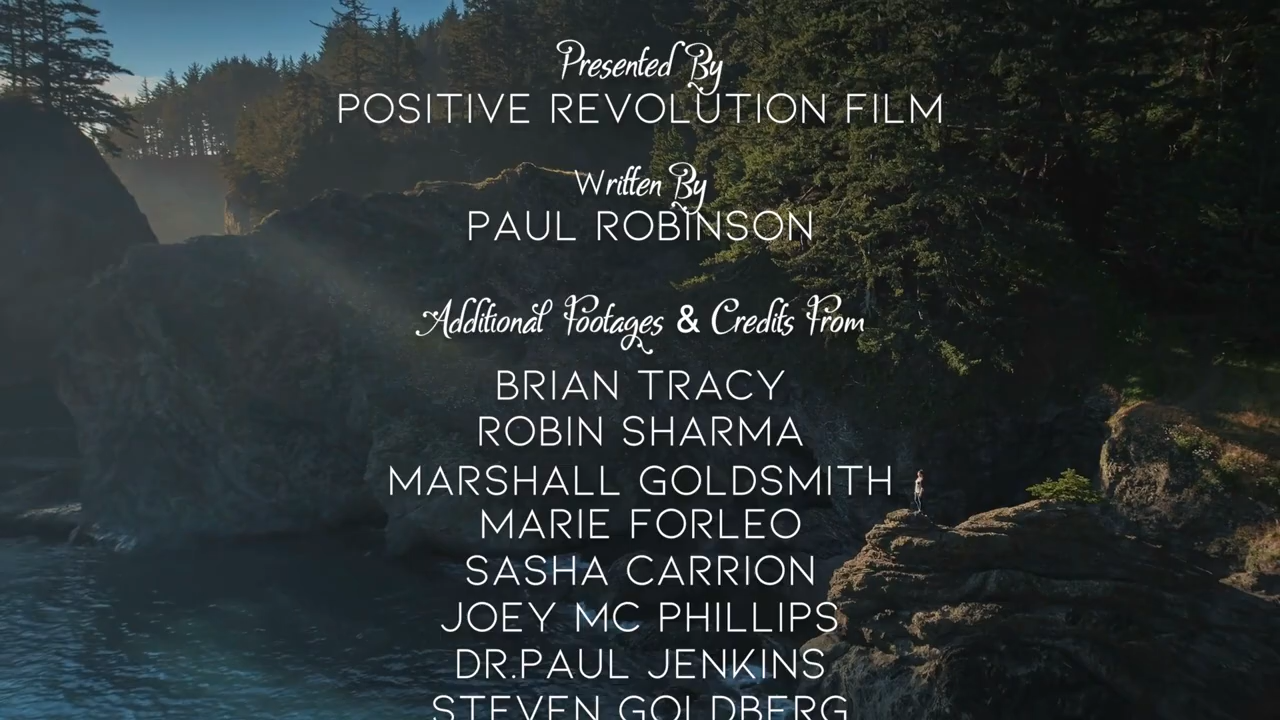 Presented By
POSITIVE REVOLUTION FILM
Written By
PAUL ROBINSON
Additional Footages & Credits From
BRIAN TRACY
ROBIN SHARMA
MARSHALL GOLDSMITH
MARIE FORLEO
SASHA CARRION
JOEY MC PHILLIPS
DR.PAUL JENKINS
STEVEN GOLDBERG